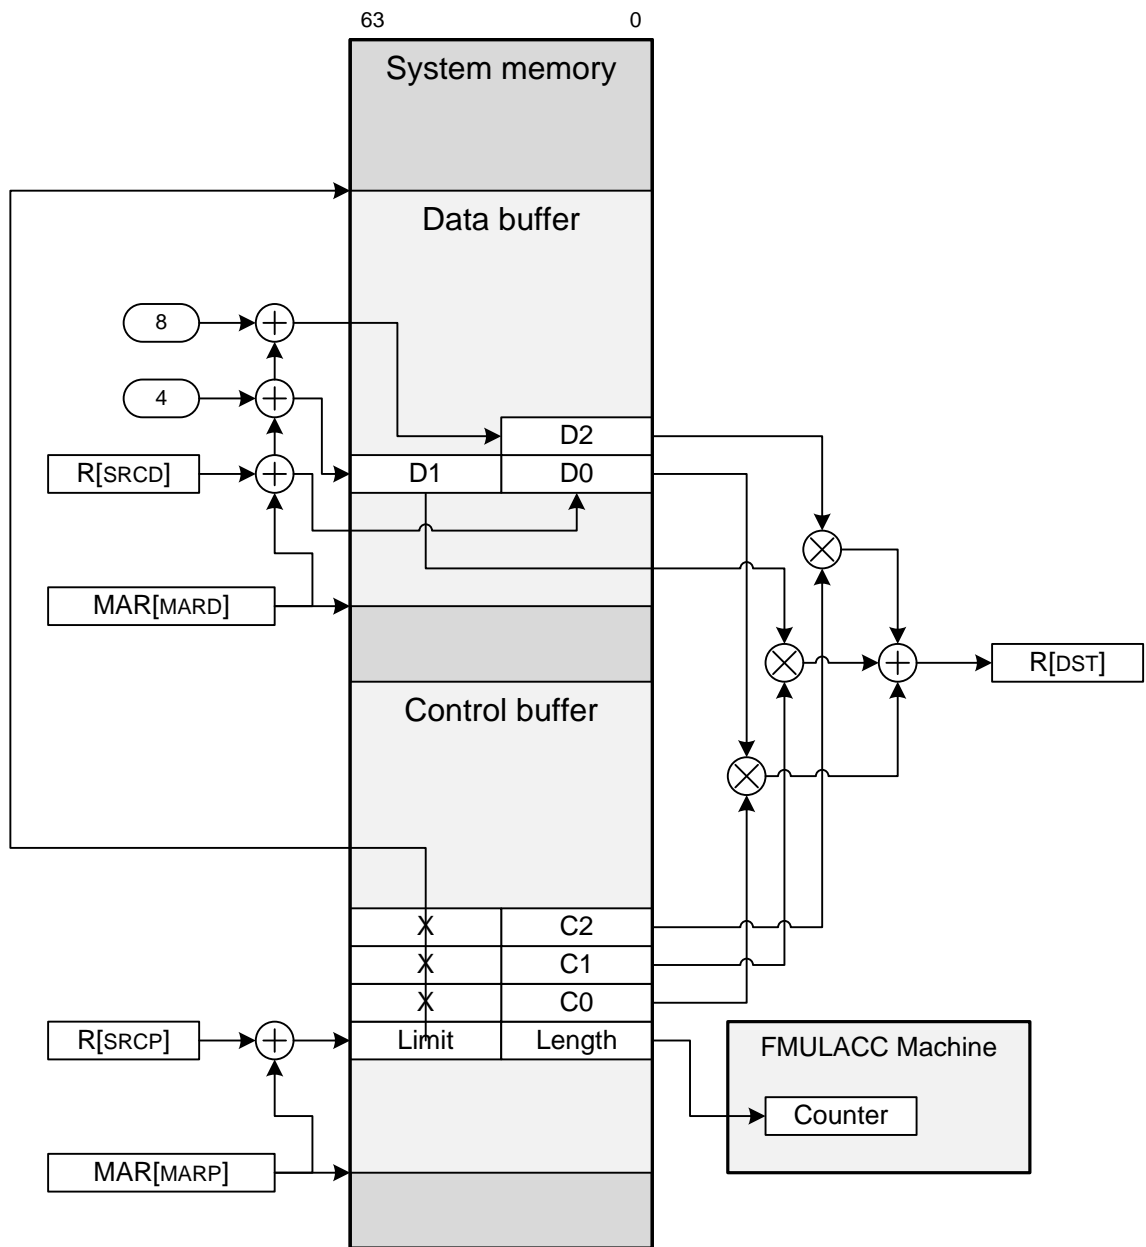 63 0
System memory
Data buffer
8
4
D2
R[SRCD] D1 D0
MAR[MARD]
R[DST]
Control buffer
X C2
X C1
X C0
R[SRCP] Limit Length
FMULACC Machine
Counter
MAR[MARP]